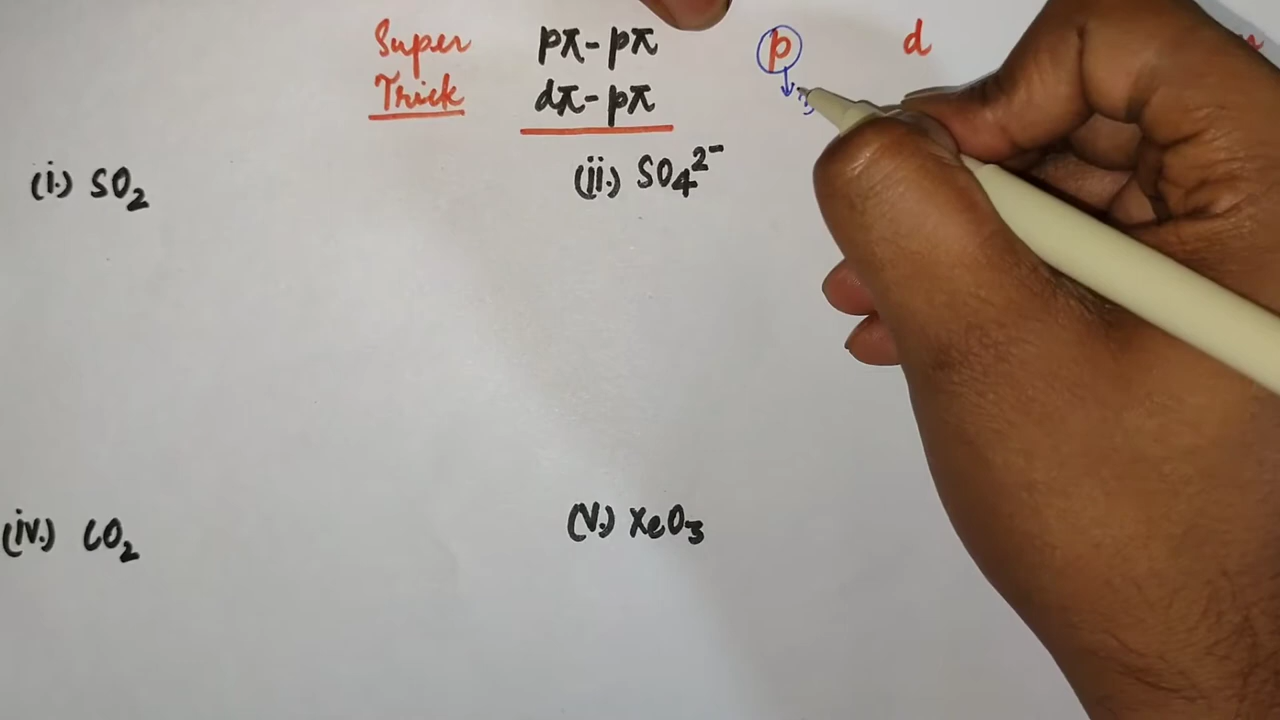 Super pπ-pπ p d
Trick dπ-pπ
(i.) SO2 (ii.) SO4^2-
(iv.) CO2 (v.) XeO3